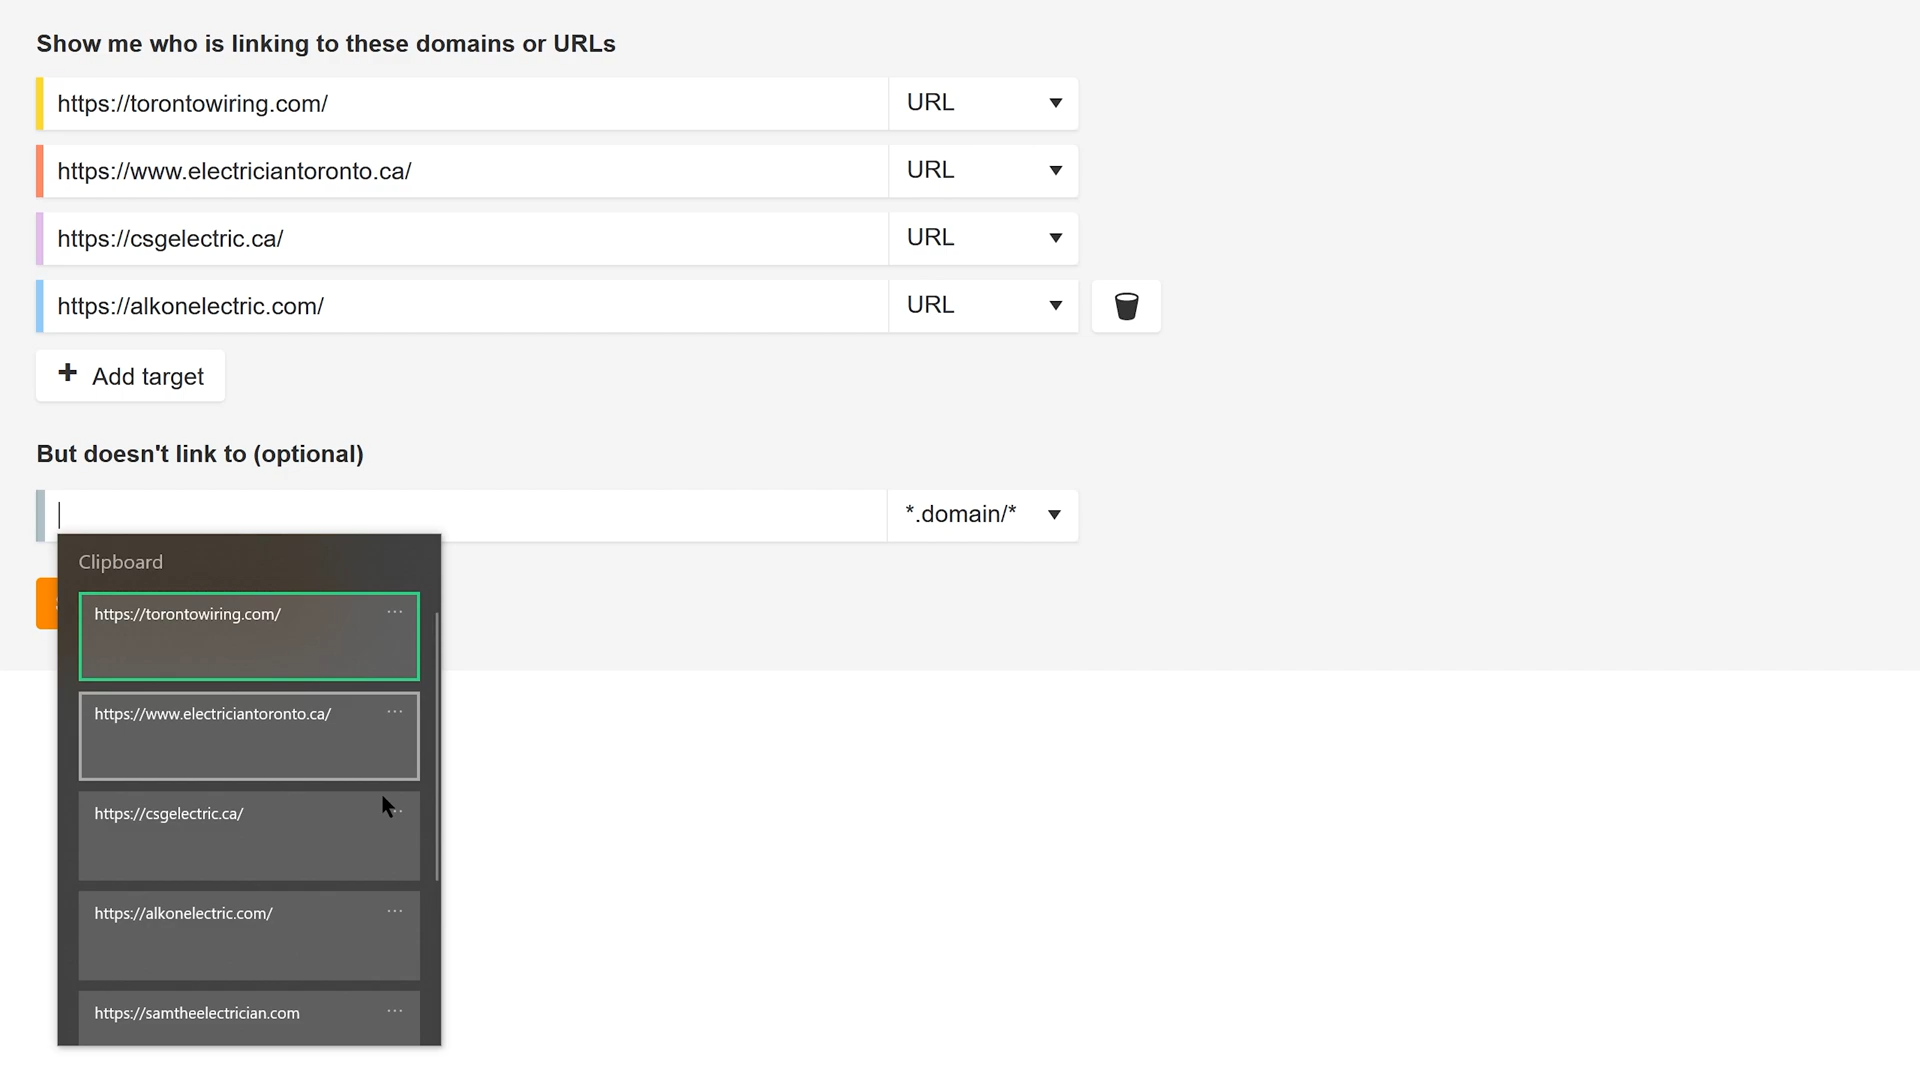 Show me who is linking to these domains or URLs
https://torontowiring.com/ URL
https://www.electriciantoronto.ca/ URL
https://csgelectric.ca/ URL
https://alkonelectric.com/ URL
+ Add target
But doesn't link to (optional)
*.domain/*
Clipboard
https://torontowiring.com/ ...
https://www.electriciantoronto.ca/ ...
https://csgelectric.ca/
https://alkonelectric.com/ ...
https://samtheelectrician.com ...